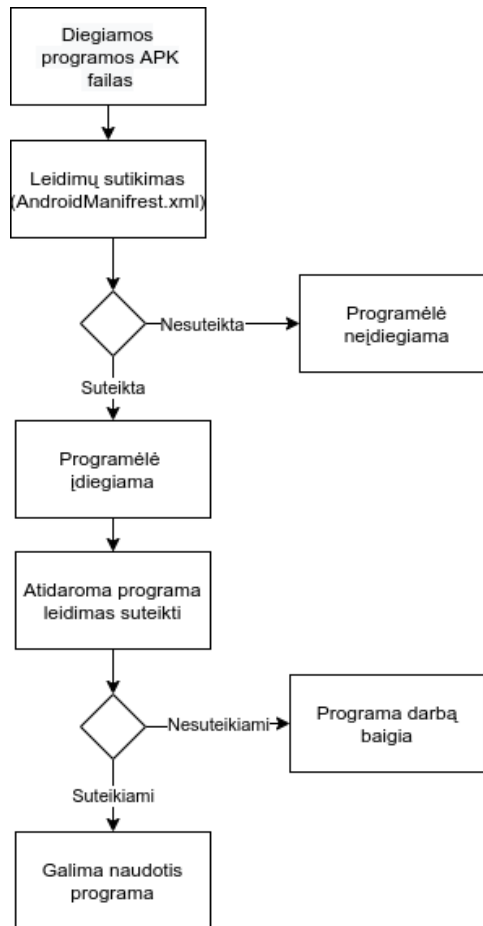 Diegiamos
programos APK
failas
Leidimų sutikimas
(AndroidManifrest.xml)
Nesuteikta
Programėlė
neįdiegiama
Suteikta
Programėlė
įdiegiama
Atidaroma programa
leidimas suteikti
Nesuteikiami
Programa darbą
baigia
Suteikiami
Galima naudotis
programa